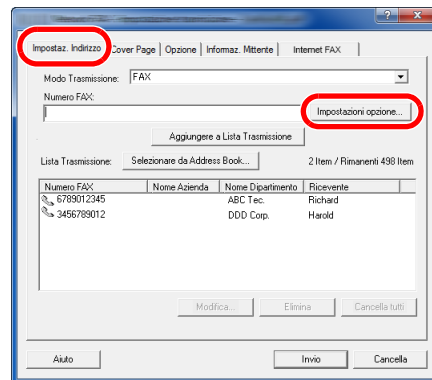 Impostaz. Indirizzo Cover Page Opzione Informaz. Mittente Internet FAX
Modo Trasmissione: FAX
Numero FAX:
Impostazioni opzione...
Aggiungere a Lista Trasmissione
Lista Trasmissione: Selezionare da Address Book... 2 Item / Rimanenti 498 Item
Numero FAX Nome Azienda Nome Dipartimento Ricevente
6789012345 ABC Tec. Richard
3456789012 DDD Corp. Harold
Modifica... Elimina Cancella tutti
Aiuto Invio Cancella